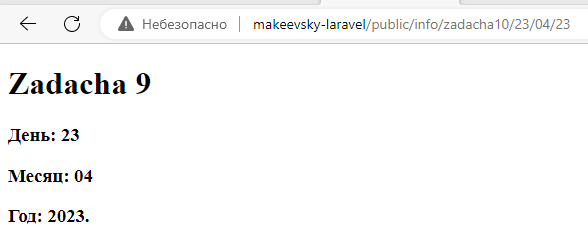 Небезопасно | makeevsky-laravel/public/info/zadacha10/23/04/23
Zadacha 9
День: 23
Месяц: 04
Год: 2023.